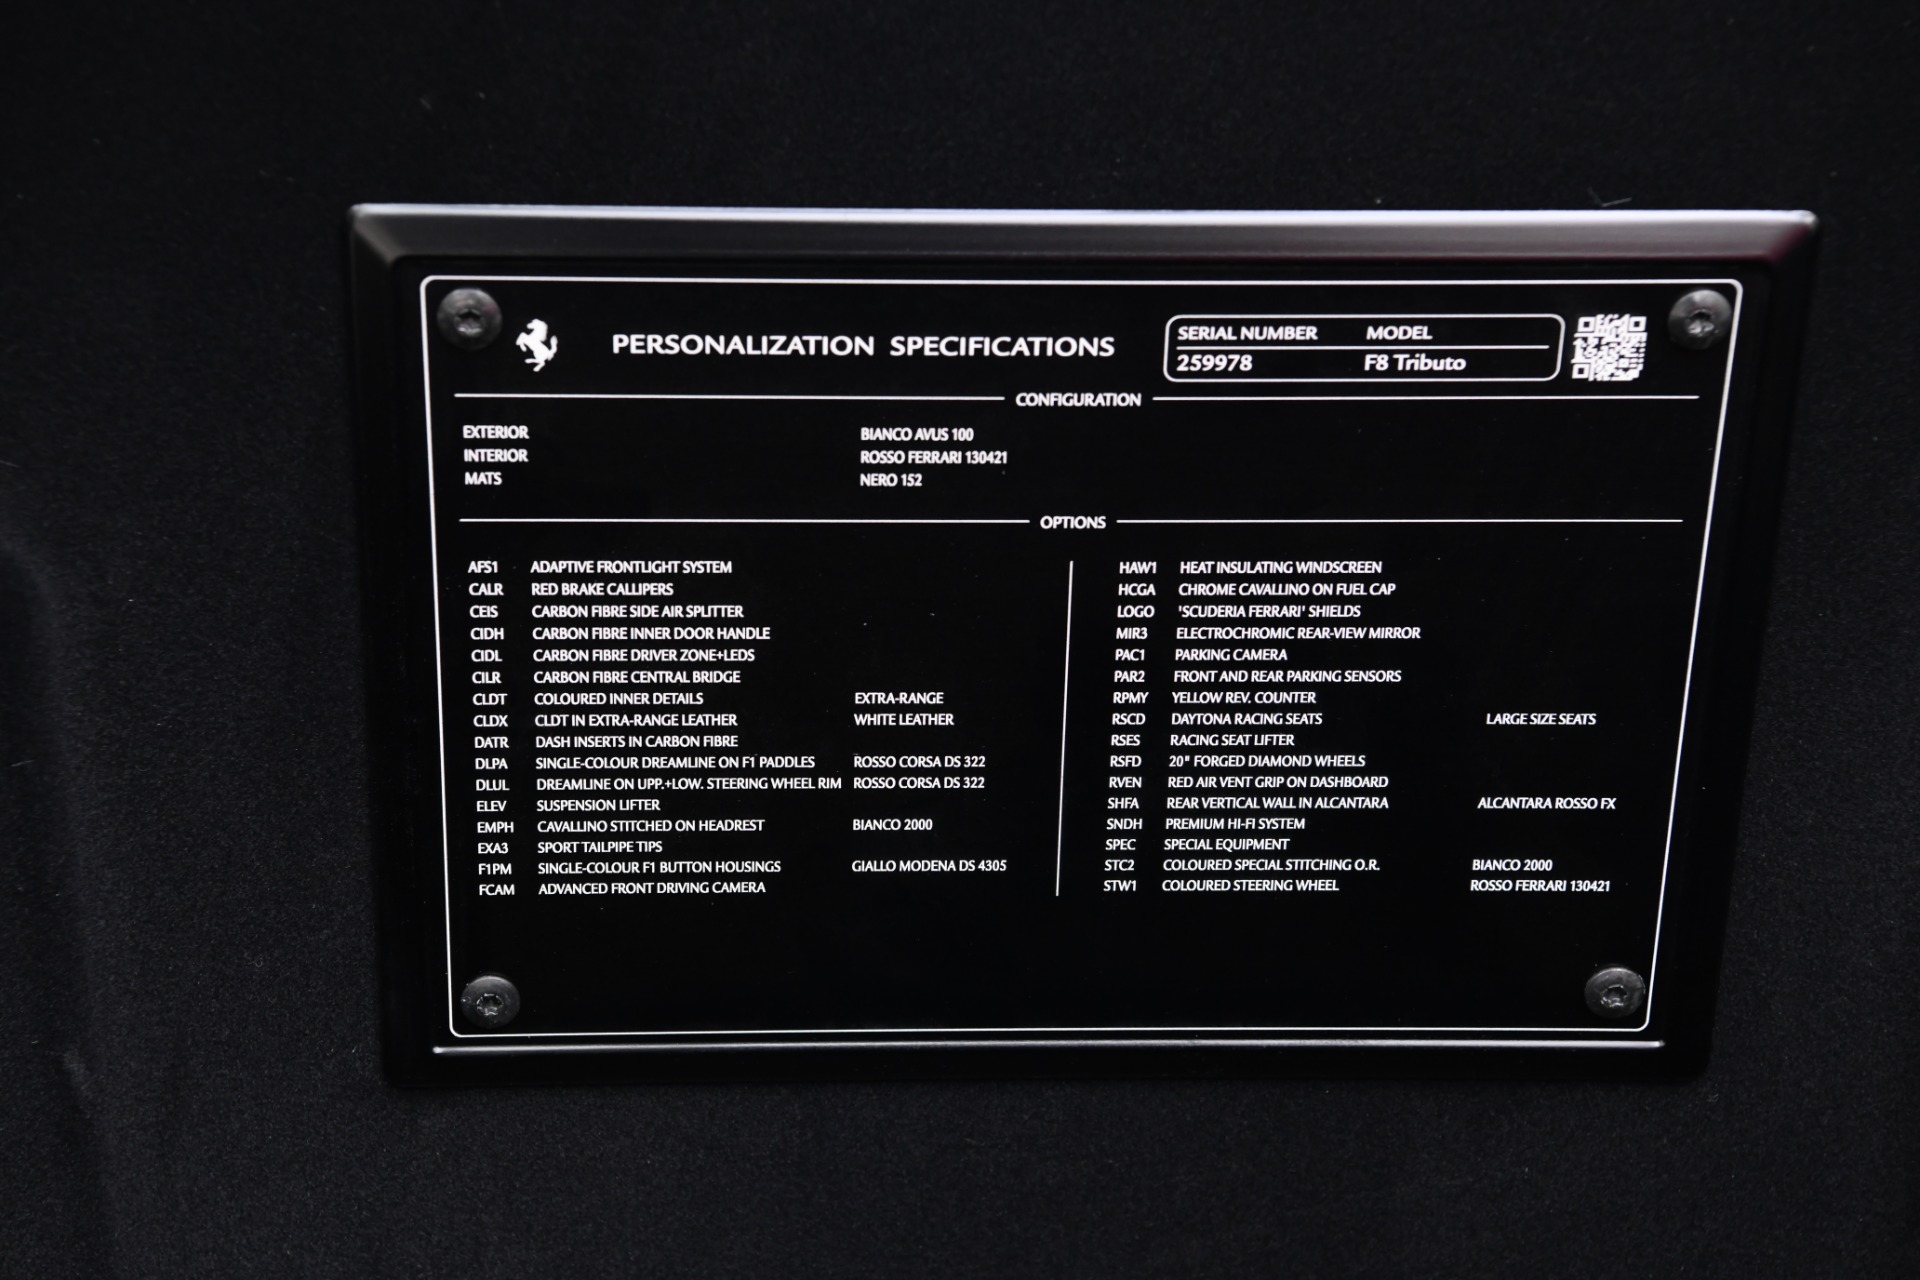 PERSONALIZATION SPECIFICATIONS
SERIAL NUMBER MODEL
259978 F8 Tributo
CONFIGURATION
EXTERIOR BIANCO AVUS 100
INTERIOR ROSSO FERRARI 130421
MATS NERO 152
OPTIONS
AFS1 ADAPTIVE FRONTLIGHT SYSTEM
CALR RED BRAKE CALLIPERS
CEIS CARBON FIBRE SIDE AIR SPLITTER
CIDH CARBON FIBRE INNER DOOR HANDLE
CIDL CARBON FIBRE DRIVER ZONE+LEDS
CILR CARBON FIBRE CENTRAL BRIDGE
CLDT COLOURED INNER DETAILS EXTRA-RANGE
CLDX CLDT IN EXTRA-RANGE LEATHER WHITE LEATHER
DATR DASH INSERTS IN CARBON FIBRE
DLPA SINGLE-COLOUR DREAMLINE ON F1 PADDLES ROSSO CORSA DS 322
DLUL DREAMLINE ON UPP.+LOW. STEERING WHEEL RIM ROSSO CORSA DS 322
ELEV SUSPENSION LIFTER
EMPH CAVALLINO STITCHED ON HEADREST BIANCO 2000
EXA3 SPORT TAILPIPE TIPS
F1PM SINGLE-COLOUR F1 BUTTON HOUSINGS GIALLO MODENA DS 4305
FCAM ADVANCED FRONT DRIVING CAMERA
HAW1 HEAT INSULATING WINDSCREEN
HCGA CHROME CAVALLINO ON FUEL CAP
LOGO 'SCUDERIA FERRARI' SHIELDS
MIR3 ELECTROCHROMIC REAR-VIEW MIRROR
PAC1 PARKING CAMERA
PAR2 FRONT AND REAR PARKING SENSORS
RPMY YELLOW REV. COUNTER
RSCD DAYTONA RACING SEATS LARGE SIZE SEATS
RSES RACING SEAT LIFTER
RSFD 20" FORGED DIAMOND WHEELS
RVEN RED AIR VENT GRIP ON DASHBOARD
SHFA REAR VERTICAL WALL IN ALCANTARA ALCANTARA ROSSO FX
SNDH PREMIUM HI-FI SYSTEM
SPEC SPECIAL EQUIPMENT
STC2 COLOURED SPECIAL STITCHING O.R. BIANCO 2000
STW1 COLOURED STEERING WHEEL ROSSO FERRARI 130421